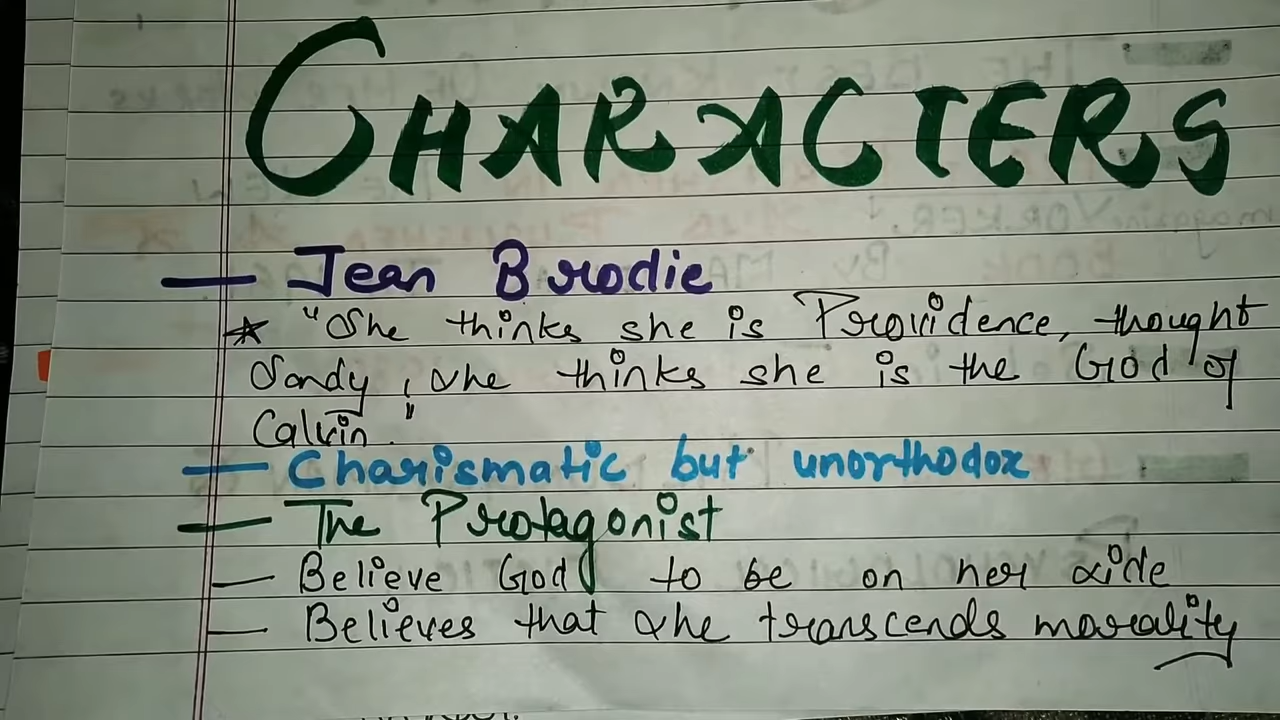 CHARACTERS
— Jean Brodie
* "She thinks she is Providence, thought
Sandy, she thinks she is the God of
Calvin."
— Charismatic but unorthodox
— The Protagonist
— Believe God to be on her side
— Believes that she transcends morality